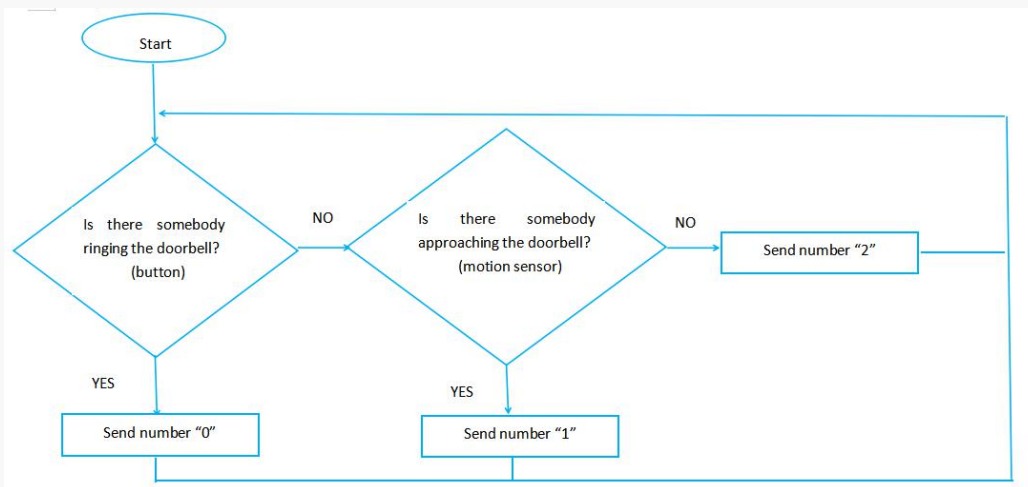 Start
Is there somebody
ringing the doorbell?
(button)
NO
Is there somebody
approaching the doorbell?
(motion sensor)
NO
Send number “2”
YES
Send number “0”
YES
Send number “1”